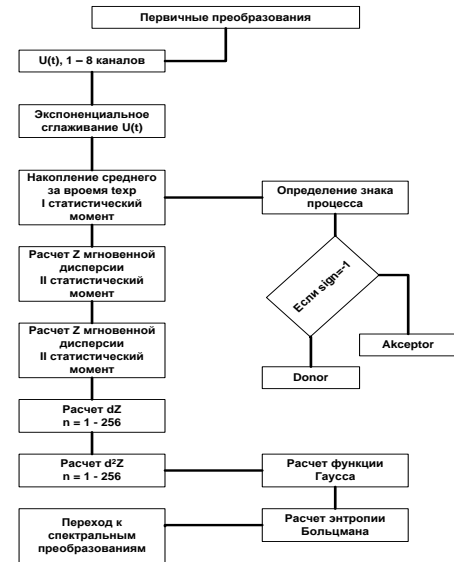 Первичные преобразования
U(t), 1 – 8 каналов
Экспоненциальное
сглаживание U(t)
Накопление среднего
за вроемя texp
I статистический
момент
Определение знака
процесса
Расчет Z мгновенной
дисперсии
II статистический
момент
Если sign=-1
Расчет Z мгновенной
дисперсии
II статистический
момент
Akceptor
Donor
Расчет dZ
n = 1 - 256
Расчет d²Z
n = 1 - 256
Расчет функции
Гаусса
Расчет энтропии
Больцмана
Переход к
спектральным
преобразованиям